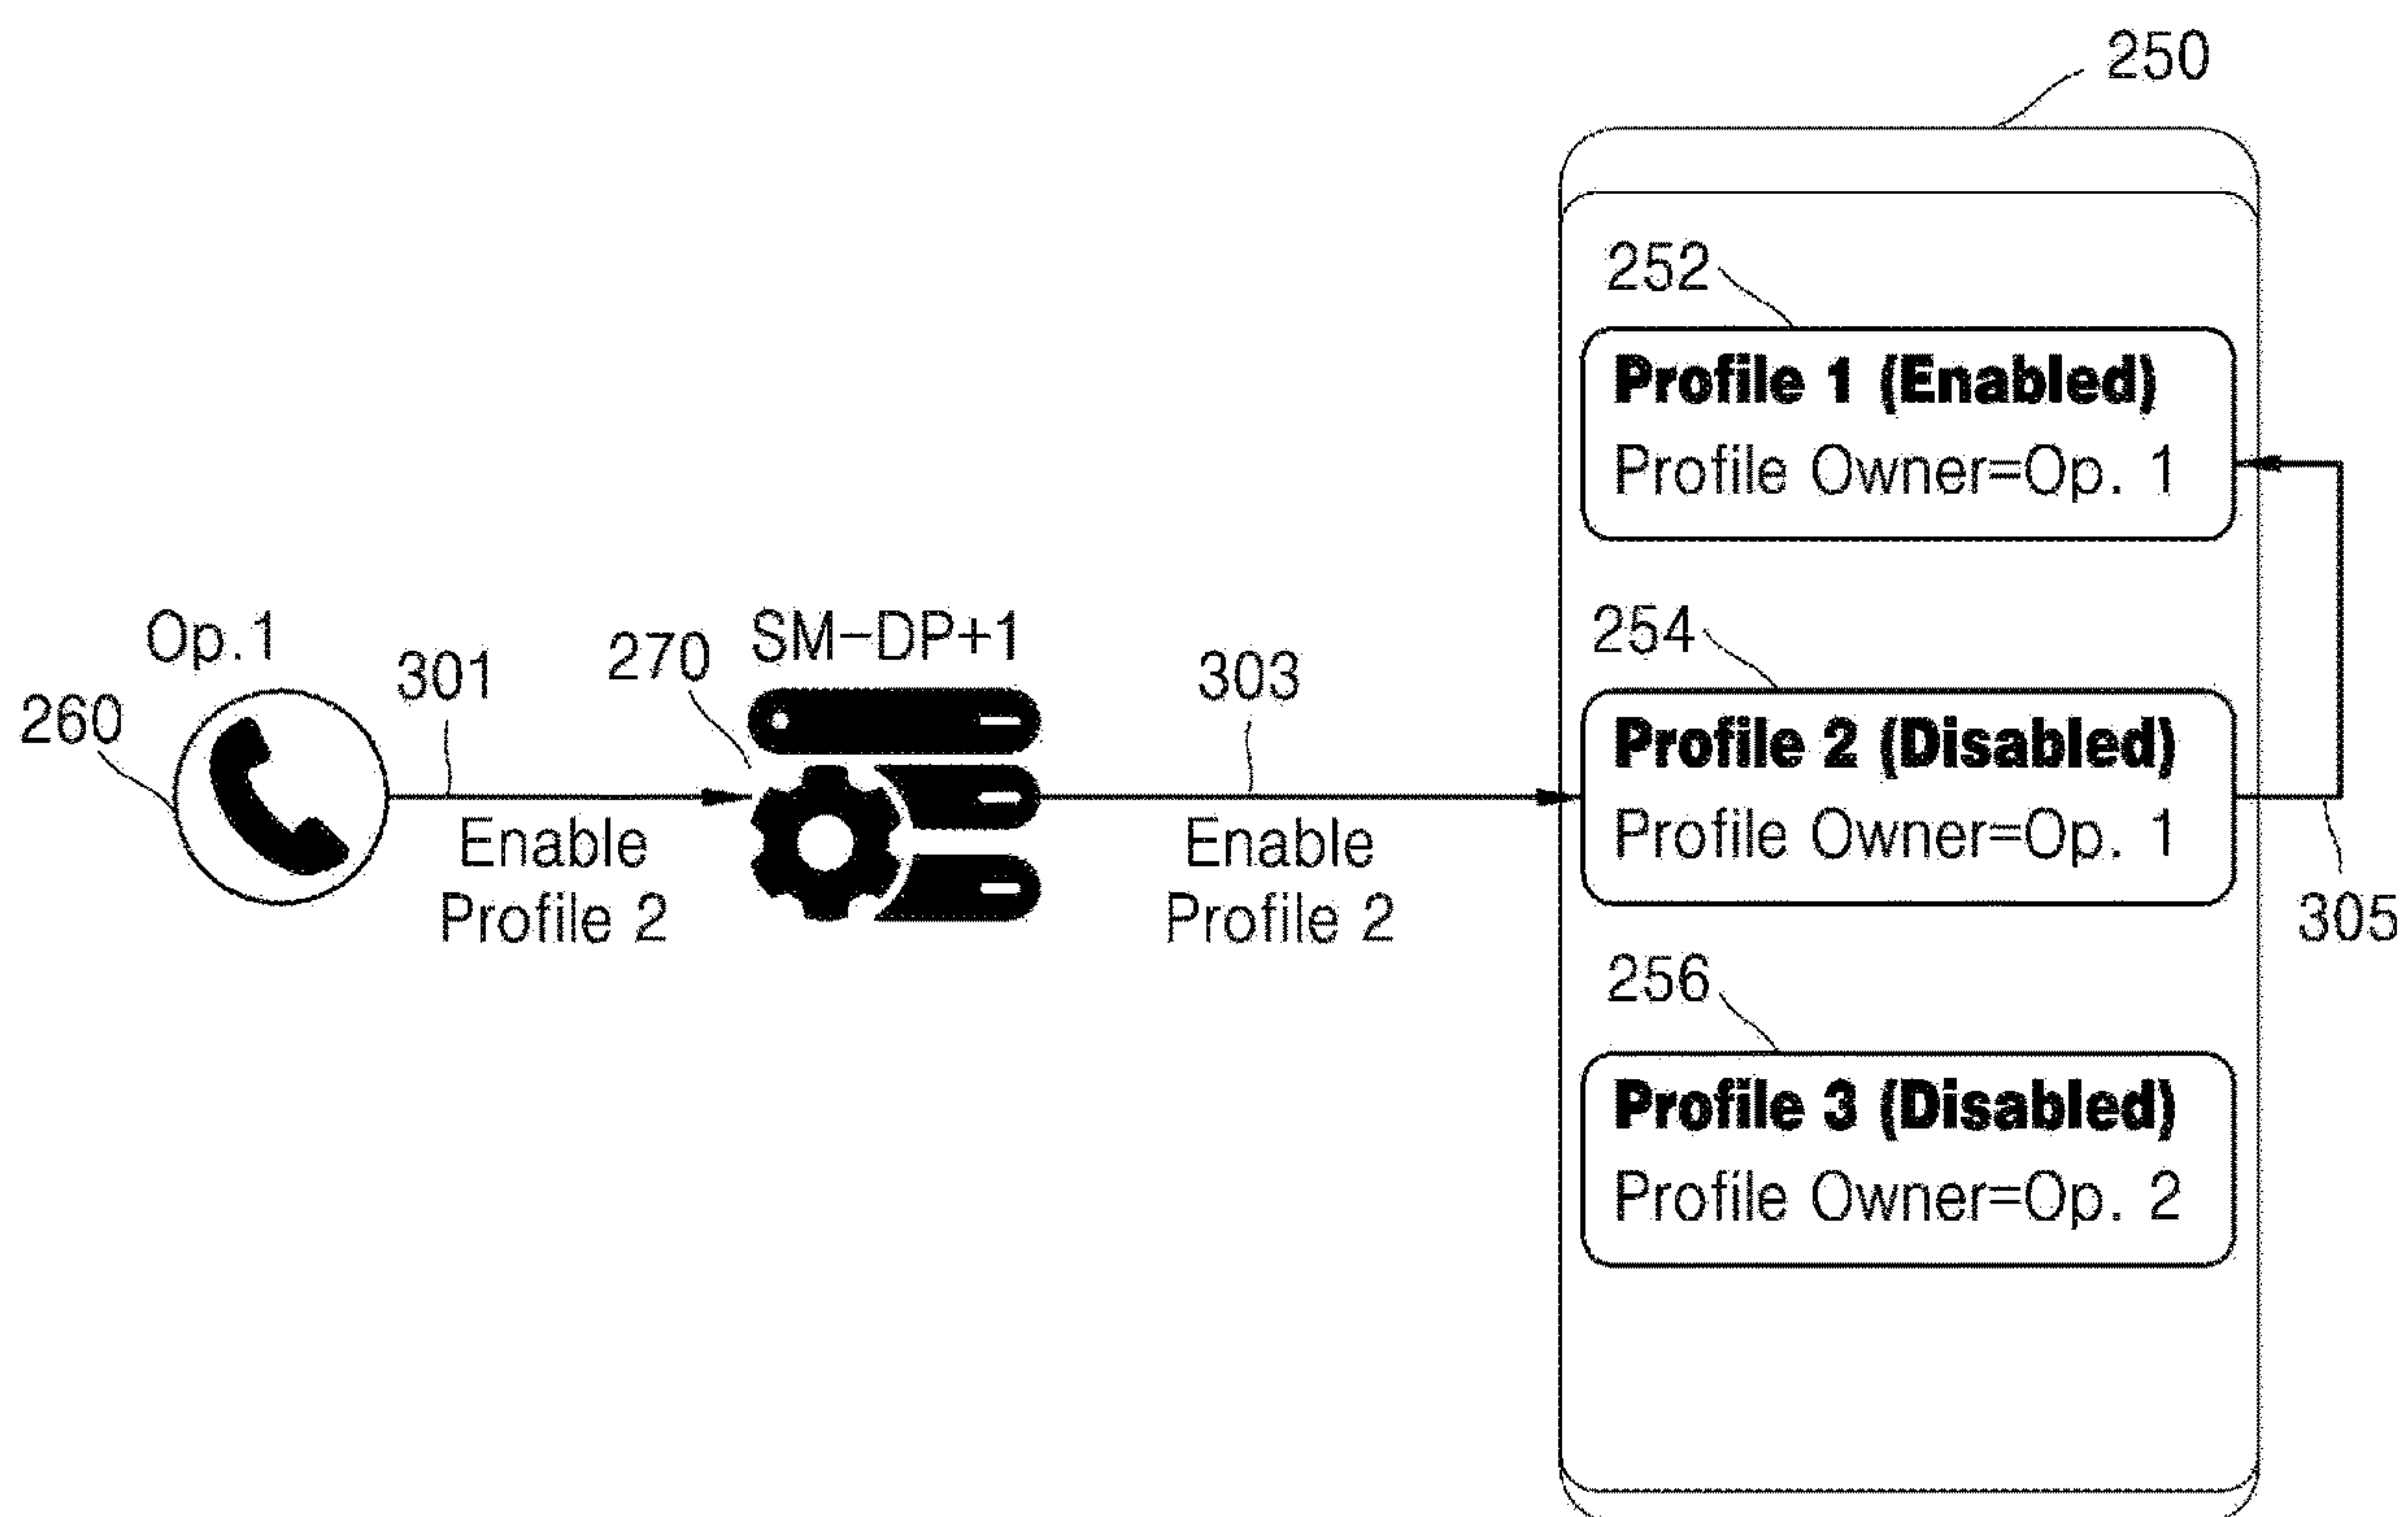 250
252
Profile 1 (Enabled)
Profile Owner=Op. 1
254
Profile 2 (Disabled)
Profile Owner=Op. 1
305
256
Profile 3 (Disabled)
Profile Owner=Op. 2
Op.1
260
301
Enable
Profile 2
270
SM-DP+1
303
Enable
Profile 2